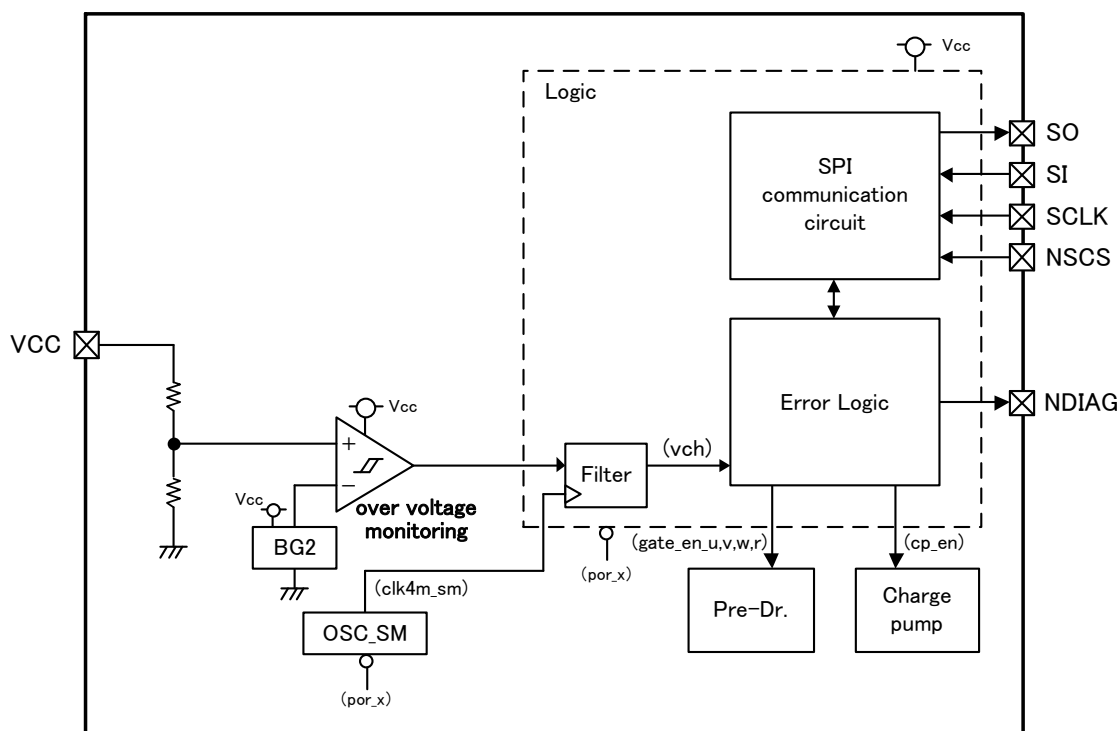 Vcc
Logic
SPI
communication
circuit
SO
SI
SCLK
NSCS
VCC
Vcc
Error Logic
NDIAG
+
−
Filter
(vch)
over voltage
monitoring
Vcc
BG2
(clk4m_sm)
OSC_SM
(por_x)
(por_x)
(gate_en_u,v,w,r)
(cp_en)
Pre-Dr.
Charge
pump